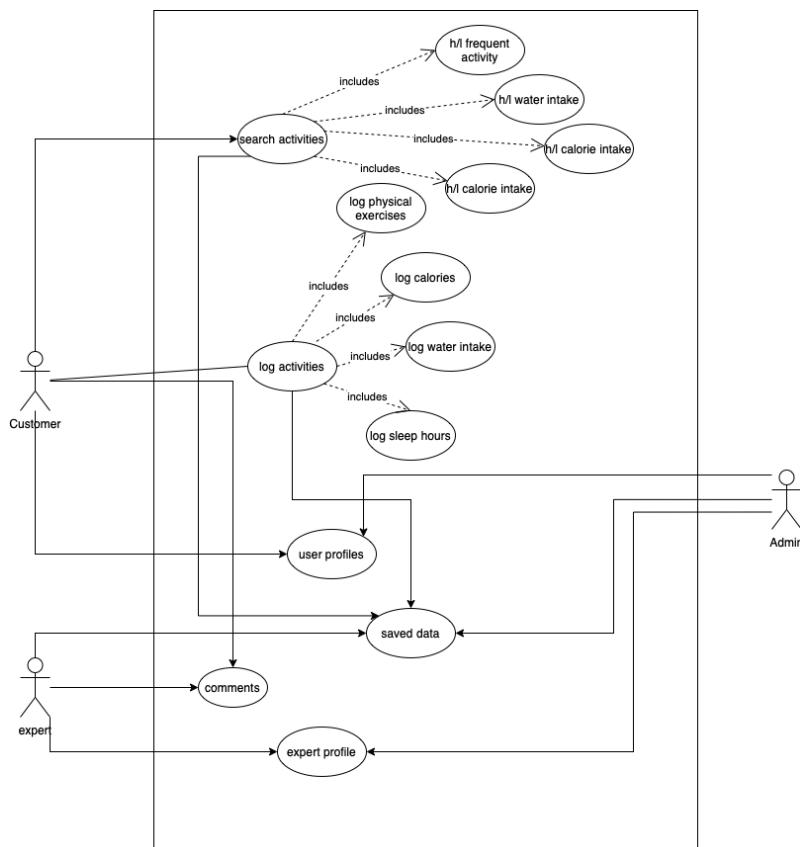 h/l frequent
activity
includes
h/l water intake
includes
search activities
includes
h/l calorie intake
includes
h/l calorie intake
log physical
exercises
includes
log calories
includes
log water intake
includes
log activities
includes
Customer
log sleep hours
Admin
user profiles
saved data
comments
expert
expert profile